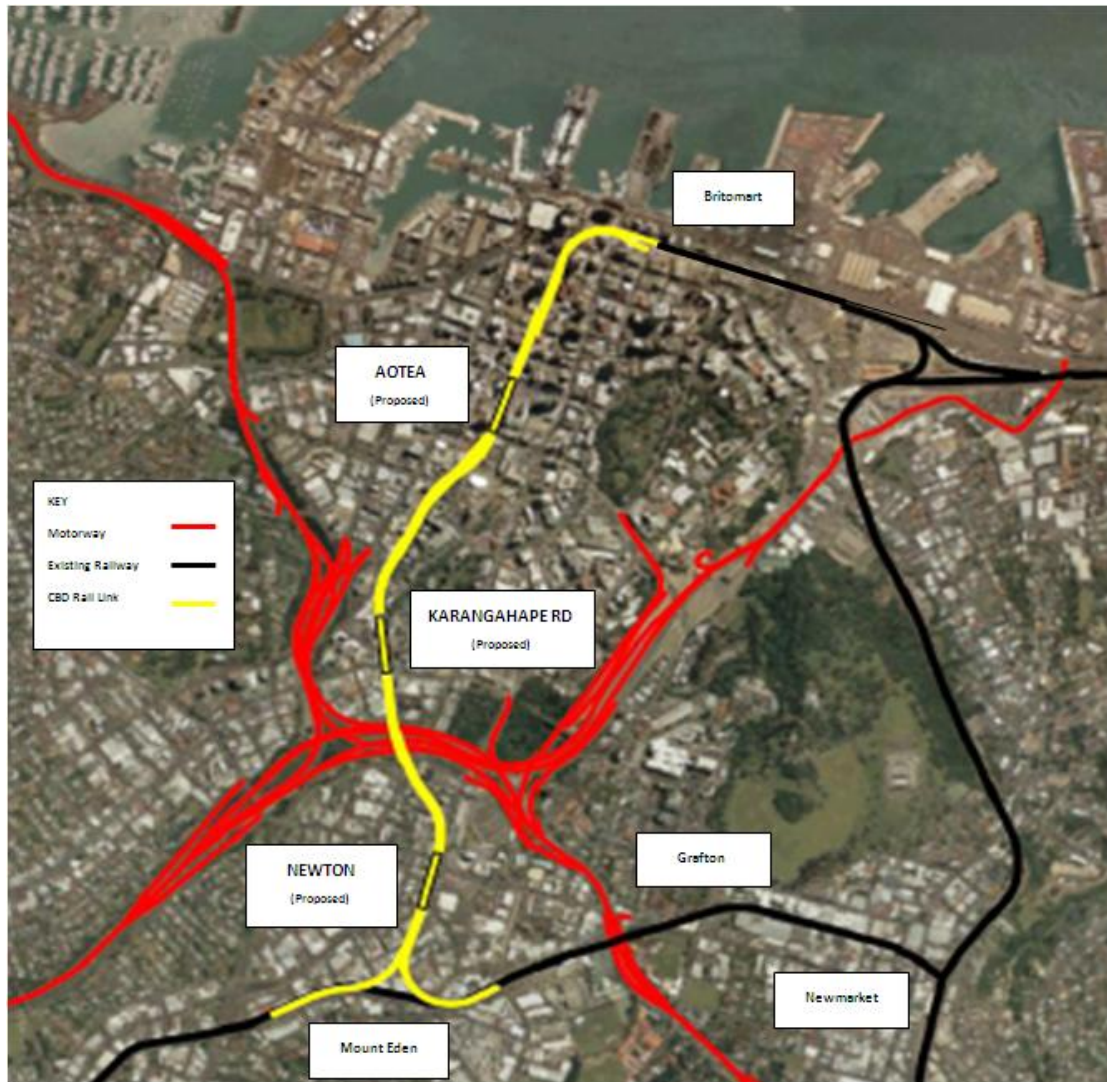 Britomart
AOTEA
(Proposed)
KEY
Motorway
Existing Railway
CBD Rail Link
KARANGAHAPE RD
(Proposed)
NEWTON
(Proposed)
Grafton
Newmarket
Mount Eden